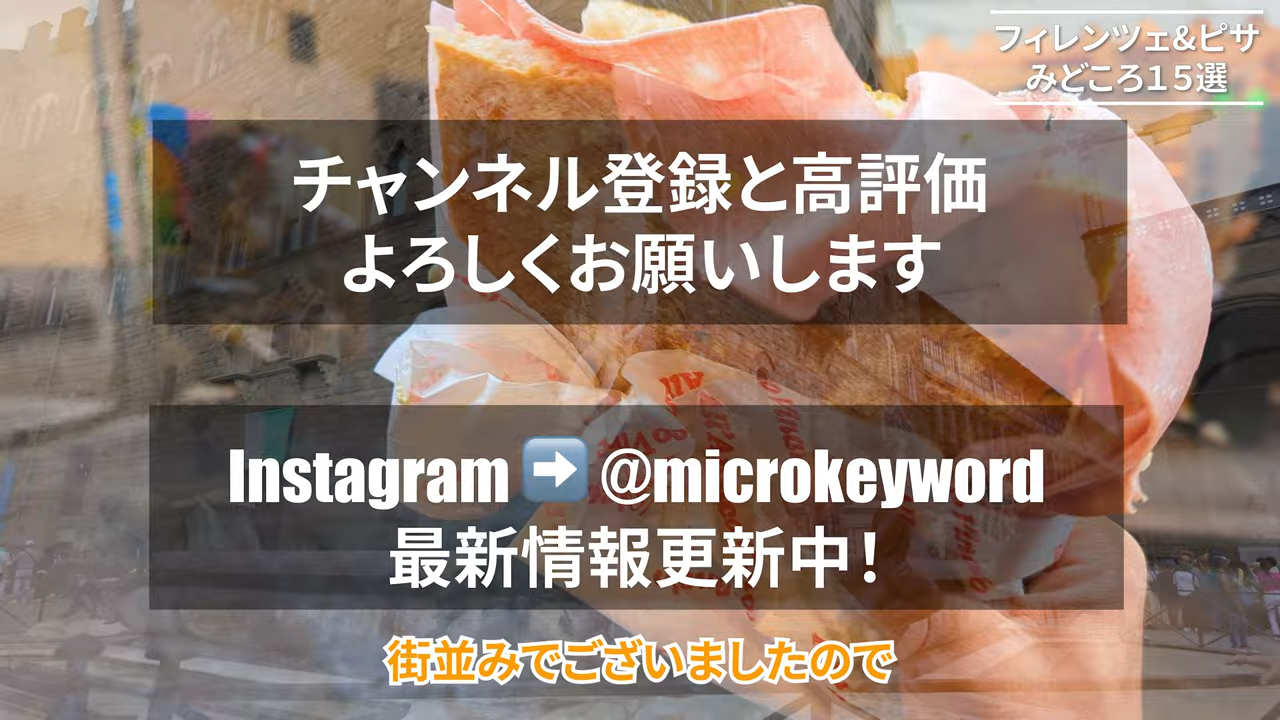 フィレンツェ&ピサ
みどころ15選
チャンネル登録と高評価
よろしくお願いします
Instagram ➡ @microkeyword
最新情報更新中!
街並みでございましたので